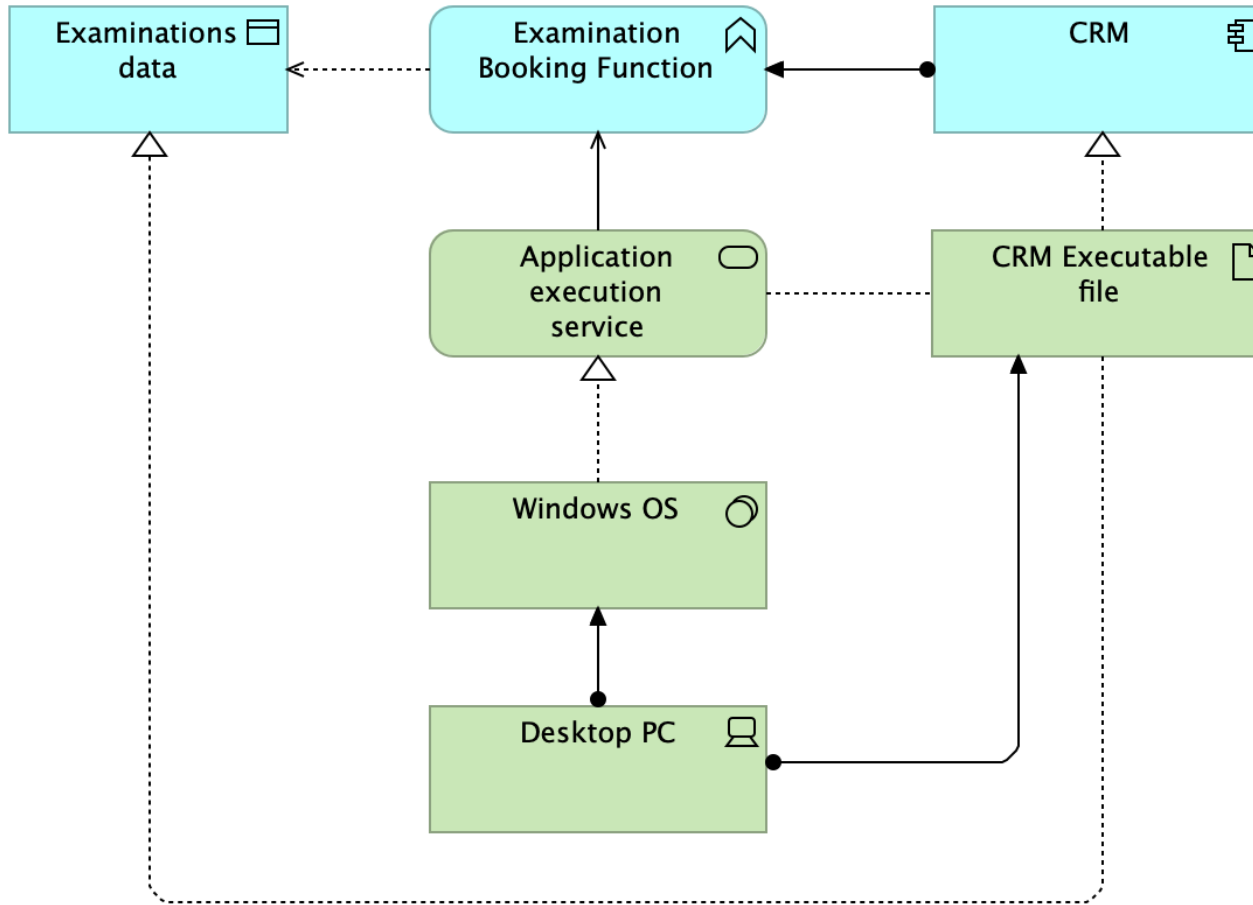 Examinations
data
Examination
Booking Function
CRM
Application
execution
service
CRM Executable
file
Windows OS
Desktop PC